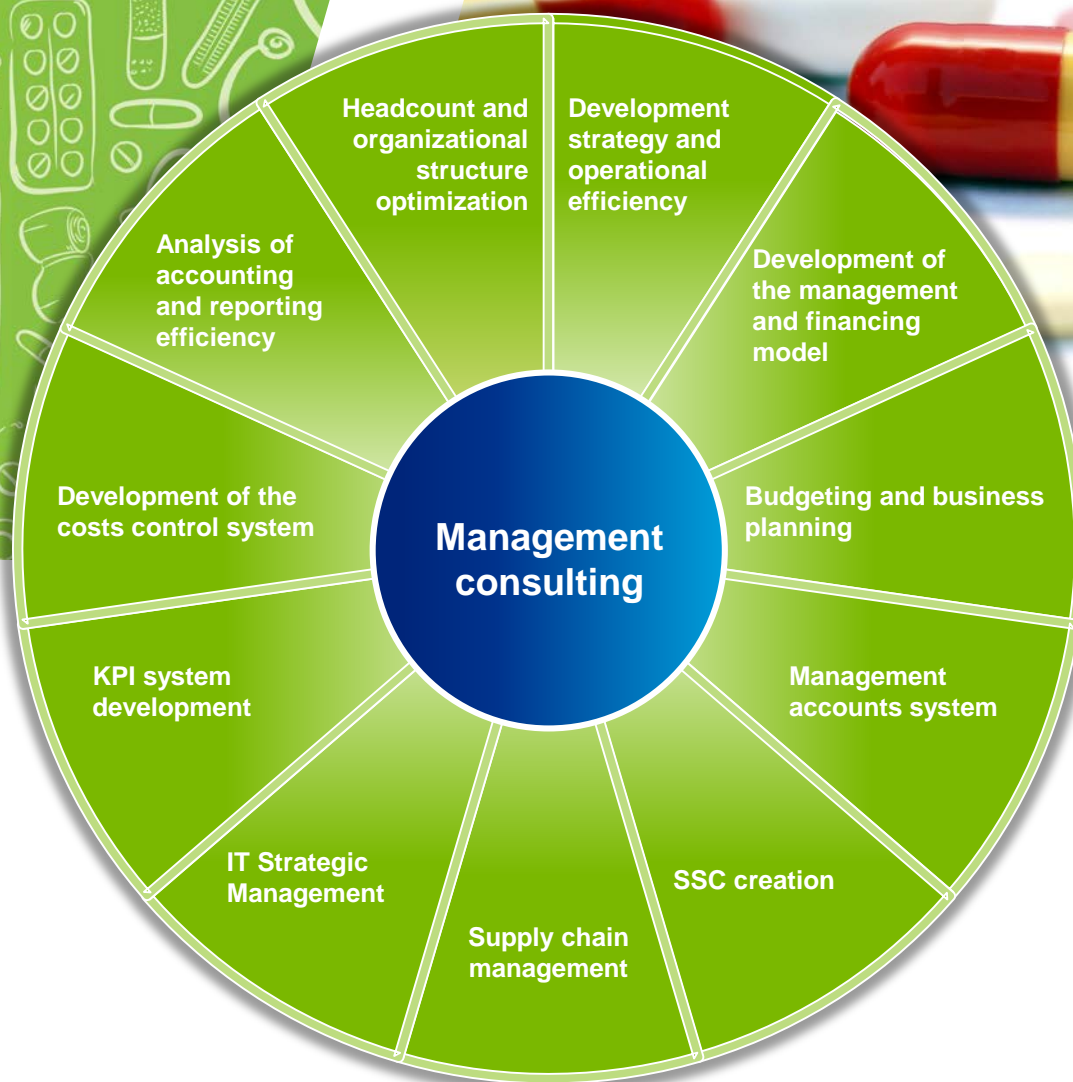 Headcount and
organizational
structure
optimization
Development
strategy and
operational
efficiency
Development of
the management
and financing
model
Budgeting and business
planning
Management
accounts system
SSC creation
Supply chain
management
IT Strategic
Management
KPI system
development
Development of the
costs control system
Analysis of
accounting
and reporting
efficiency
Management
consulting